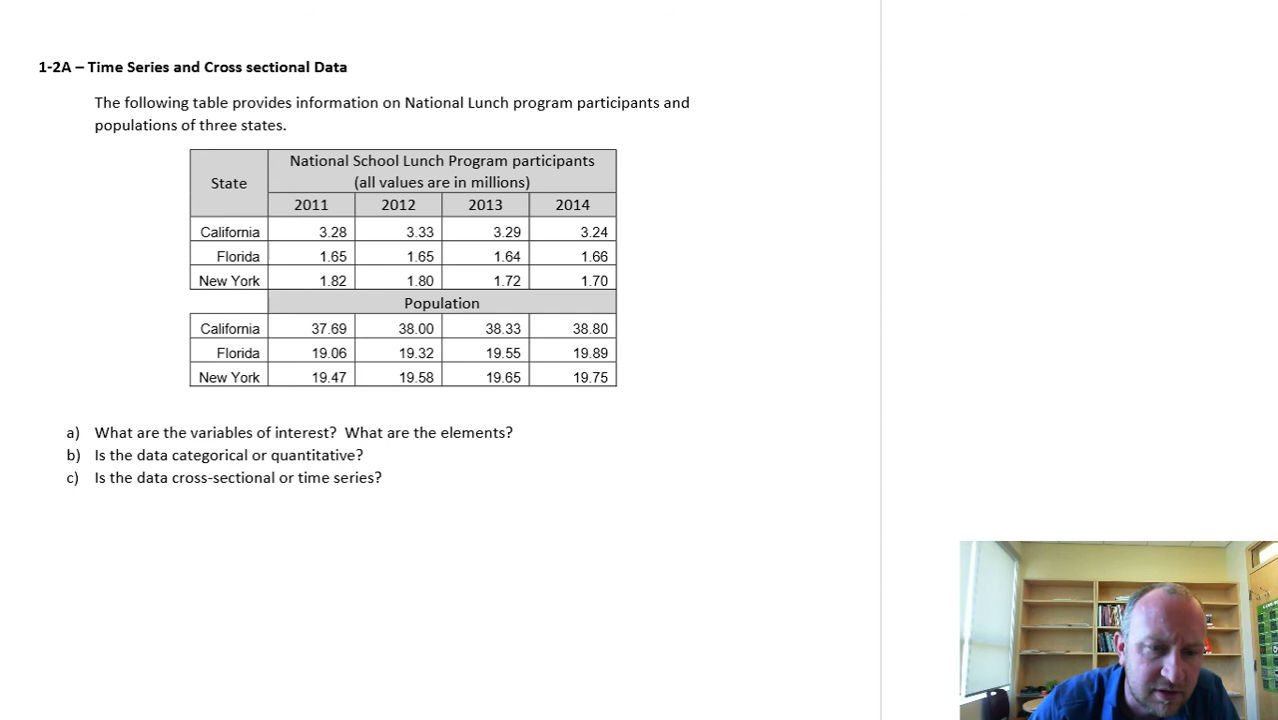 1-2A – Time Series and Cross sectional Data
The following table provides information on National Lunch program participants and
populations of three states.
State
National School Lunch Program participants
(all values are in millions)
2011 2012 2013 2014
California 3.28 3.33 3.29 3.24
Florida 1.65 1.65 1.64 1.66
New York 1.82 1.80 1.72 1.70
Population
California 37.69 38.00 38.33 38.80
Florida 19.06 19.32 19.55 19.89
New York 19.47 19.58 19.65 19.75
a) What are the variables of interest? What are the elements?
b) Is the data categorical or quantitative?
c) Is the data cross-sectional or time series?